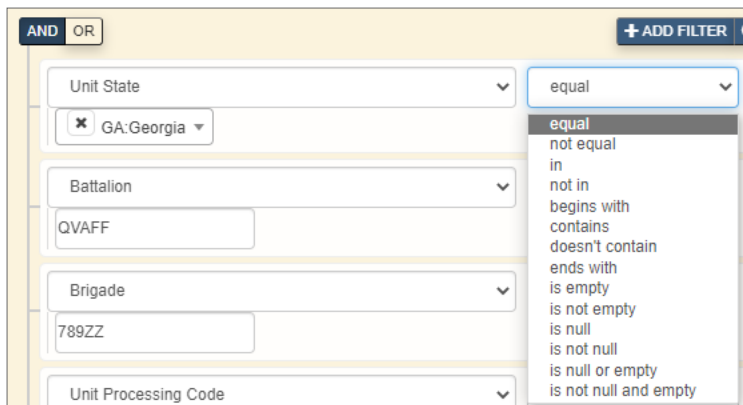 AND OR
+ ADD FILTER
Unit State
equal
× GA:Georgia
equal
not equal
in
not in
begins with
contains
doesn't contain
ends with
is empty
is not empty
is null
is not null
is null or empty
is not null and empty
Battalion
QVAFF
Brigade
789ZZ
Unit Processing Code